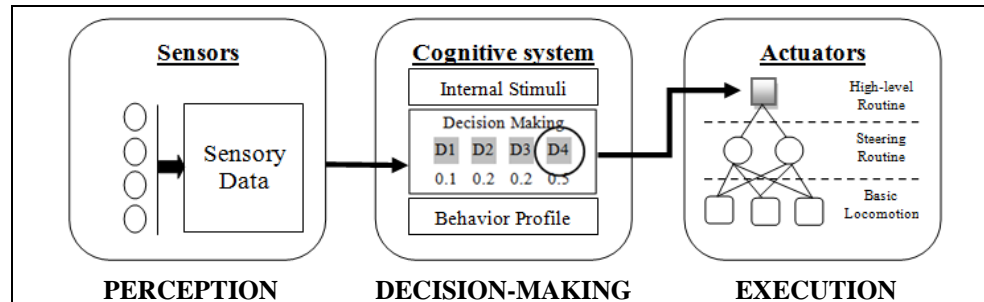 Sensors
Sensory
Data
PERCEPTION
Cognitive system
Internal Stimuli
Decision Making
D1 D2 D3 D4
0.1 0.2 0.2 0.5
Behavior Profile
DECISION-MAKING
Actuators
High-level
Routine
Steering
Routine
Basic
Locomotion
EXECUTION